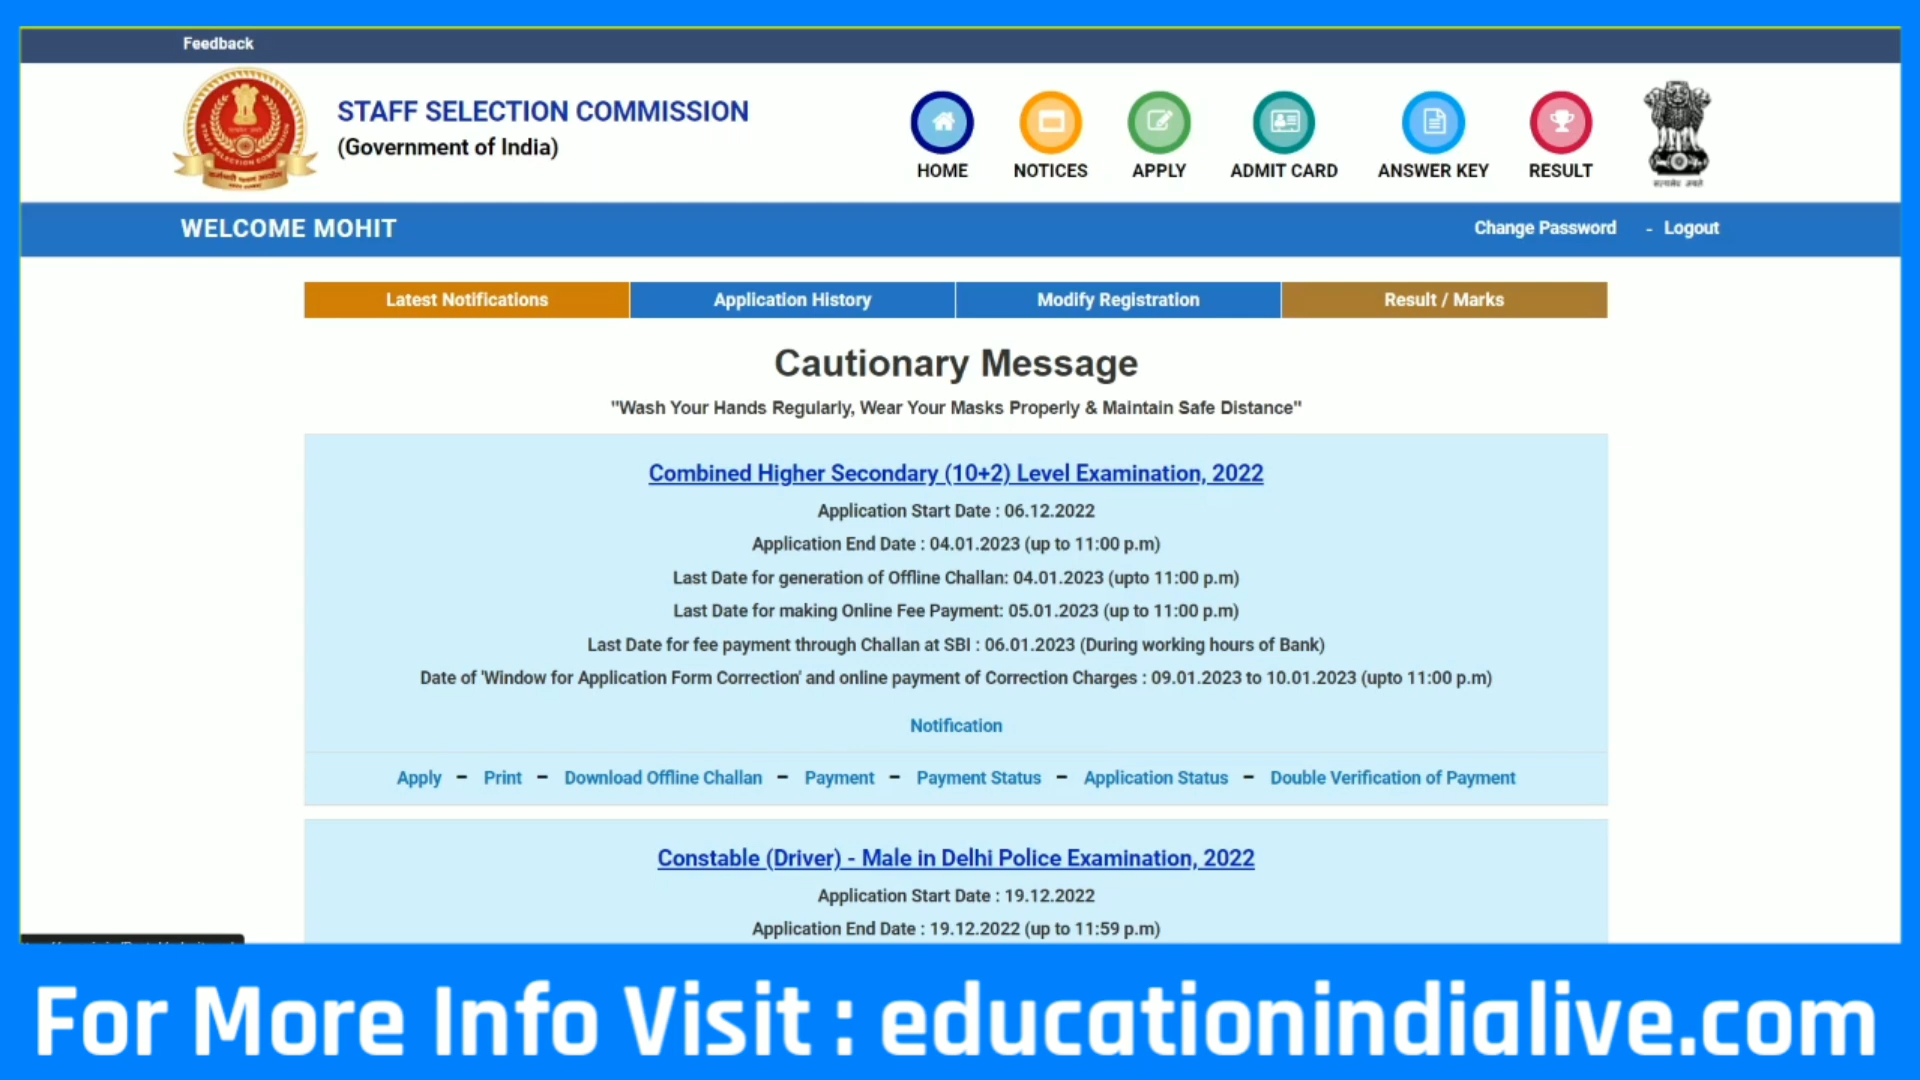 Feedback
STAFF SELECTION COMMISSION
(Government of India)
HOME
NOTICES
APPLY
ADMIT CARD
ANSWER KEY
RESULT
सत्यमेव जयते
WELCOME MOHIT
Change Password - Logout
Latest Notifications
Application History
Modify Registration
Result / Marks
Cautionary Message
"Wash Your Hands Regularly, Wear Your Masks Properly & Maintain Safe Distance"
Combined Higher Secondary (10+2) Level Examination, 2022
Application Start Date : 06.12.2022
Application End Date : 04.01.2023 (up to 11:00 p.m)
Last Date for generation of Offline Challan: 04.01.2023 (upto 11:00 p.m)
Last Date for making Online Fee Payment: 05.01.2023 (up to 11:00 p.m)
Last Date for fee payment through Challan at SBI : 06.01.2023 (During working hours of Bank)
Date of 'Window for Application Form Correction' and online payment of Correction Charges : 09.01.2023 to 10.01.2023 (upto 11:00 p.m)
Notification
Apply – Print – Download Offline Challan – Payment – Payment Status – Application Status – Double Verification of Payment
Constable (Driver) - Male in Delhi Police Examination, 2022
Application Start Date : 19.12.2022
Application End Date : 19.12.2022 (up to 11:59 p.m)
For More Info Visit : educationindialive.com